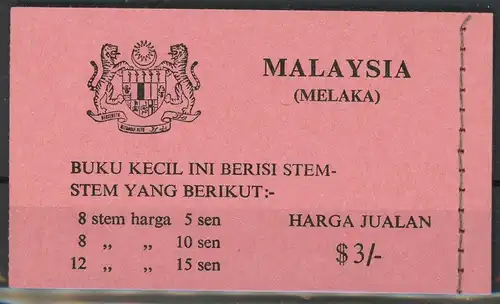 MALAYSIA
(MELAKA)
BUKU KECIL INI BERISI STEM-
STEM YANG BERIKUT:-
8 stem harga 5 sen
8 ,, ,, 10 sen
12 ,, ,, 15 sen
HARGA JUALAN
$3/-